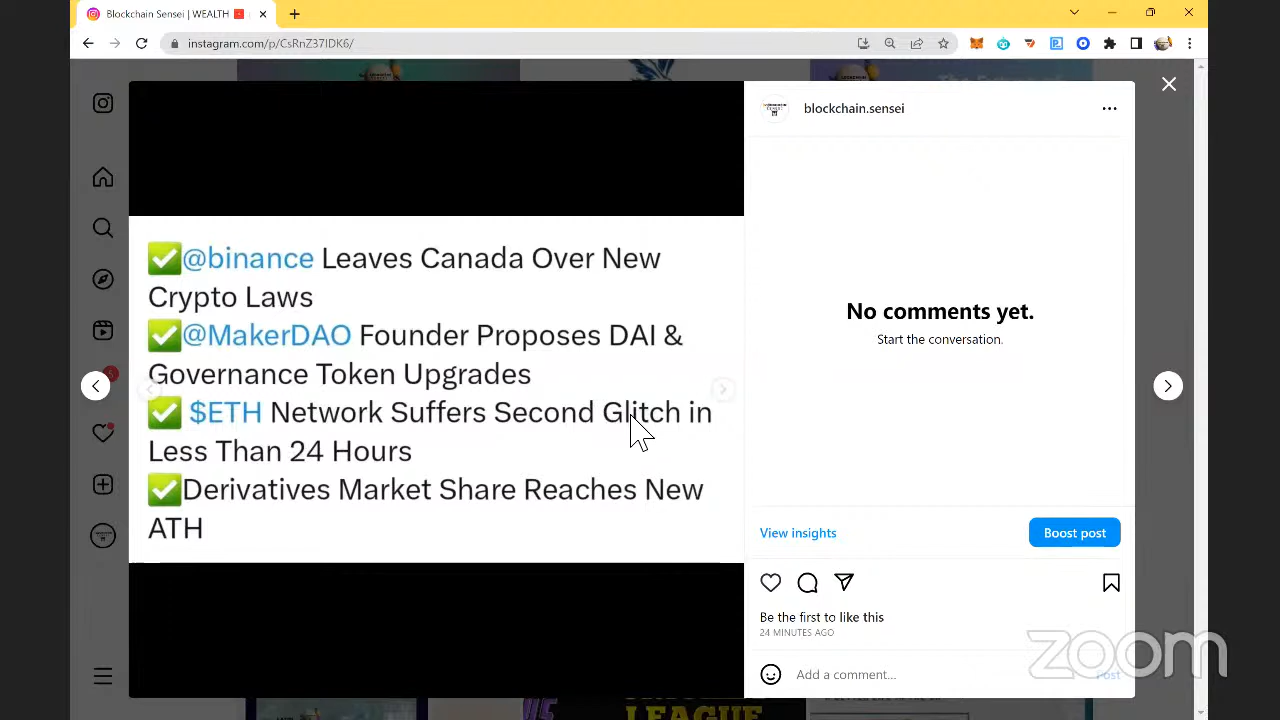 Blockchain Sensei | WEALTH
instagram.com/p/CsRnZ37IDK6/
blockchain.sensei
✅@binance Leaves Canada Over New
Crypto Laws
✅@MakerDAO Founder Proposes DAI &
Governance Token Upgrades
✅ $ETH Network Suffers Second Glitch in
Less Than 24 Hours
✅Derivatives Market Share Reaches New
ATH
No comments yet.
Start the conversation.
View insights
Boost post
Be the first to like this
24 MINUTES AGO
Add a comment...
Post
zoom
VS
LEAGUE